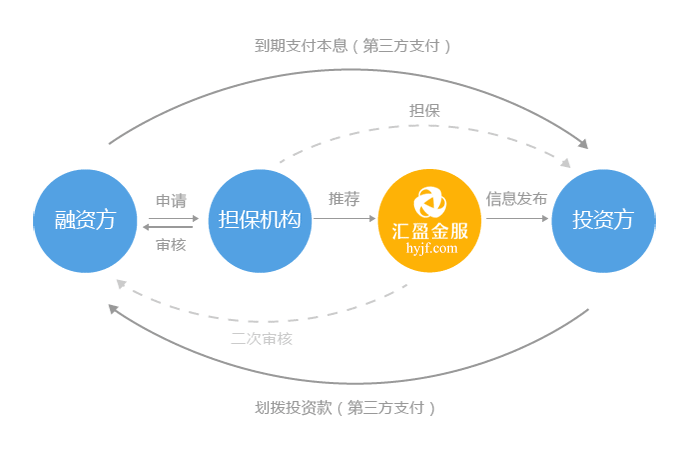 到期支付本息（第三方支付）
担保
融资方
申请
审核
担保机构
推荐
汇盈金服
hyjf.com
信息发布
投资方
二次审核
划拨投资款（第三方支付）